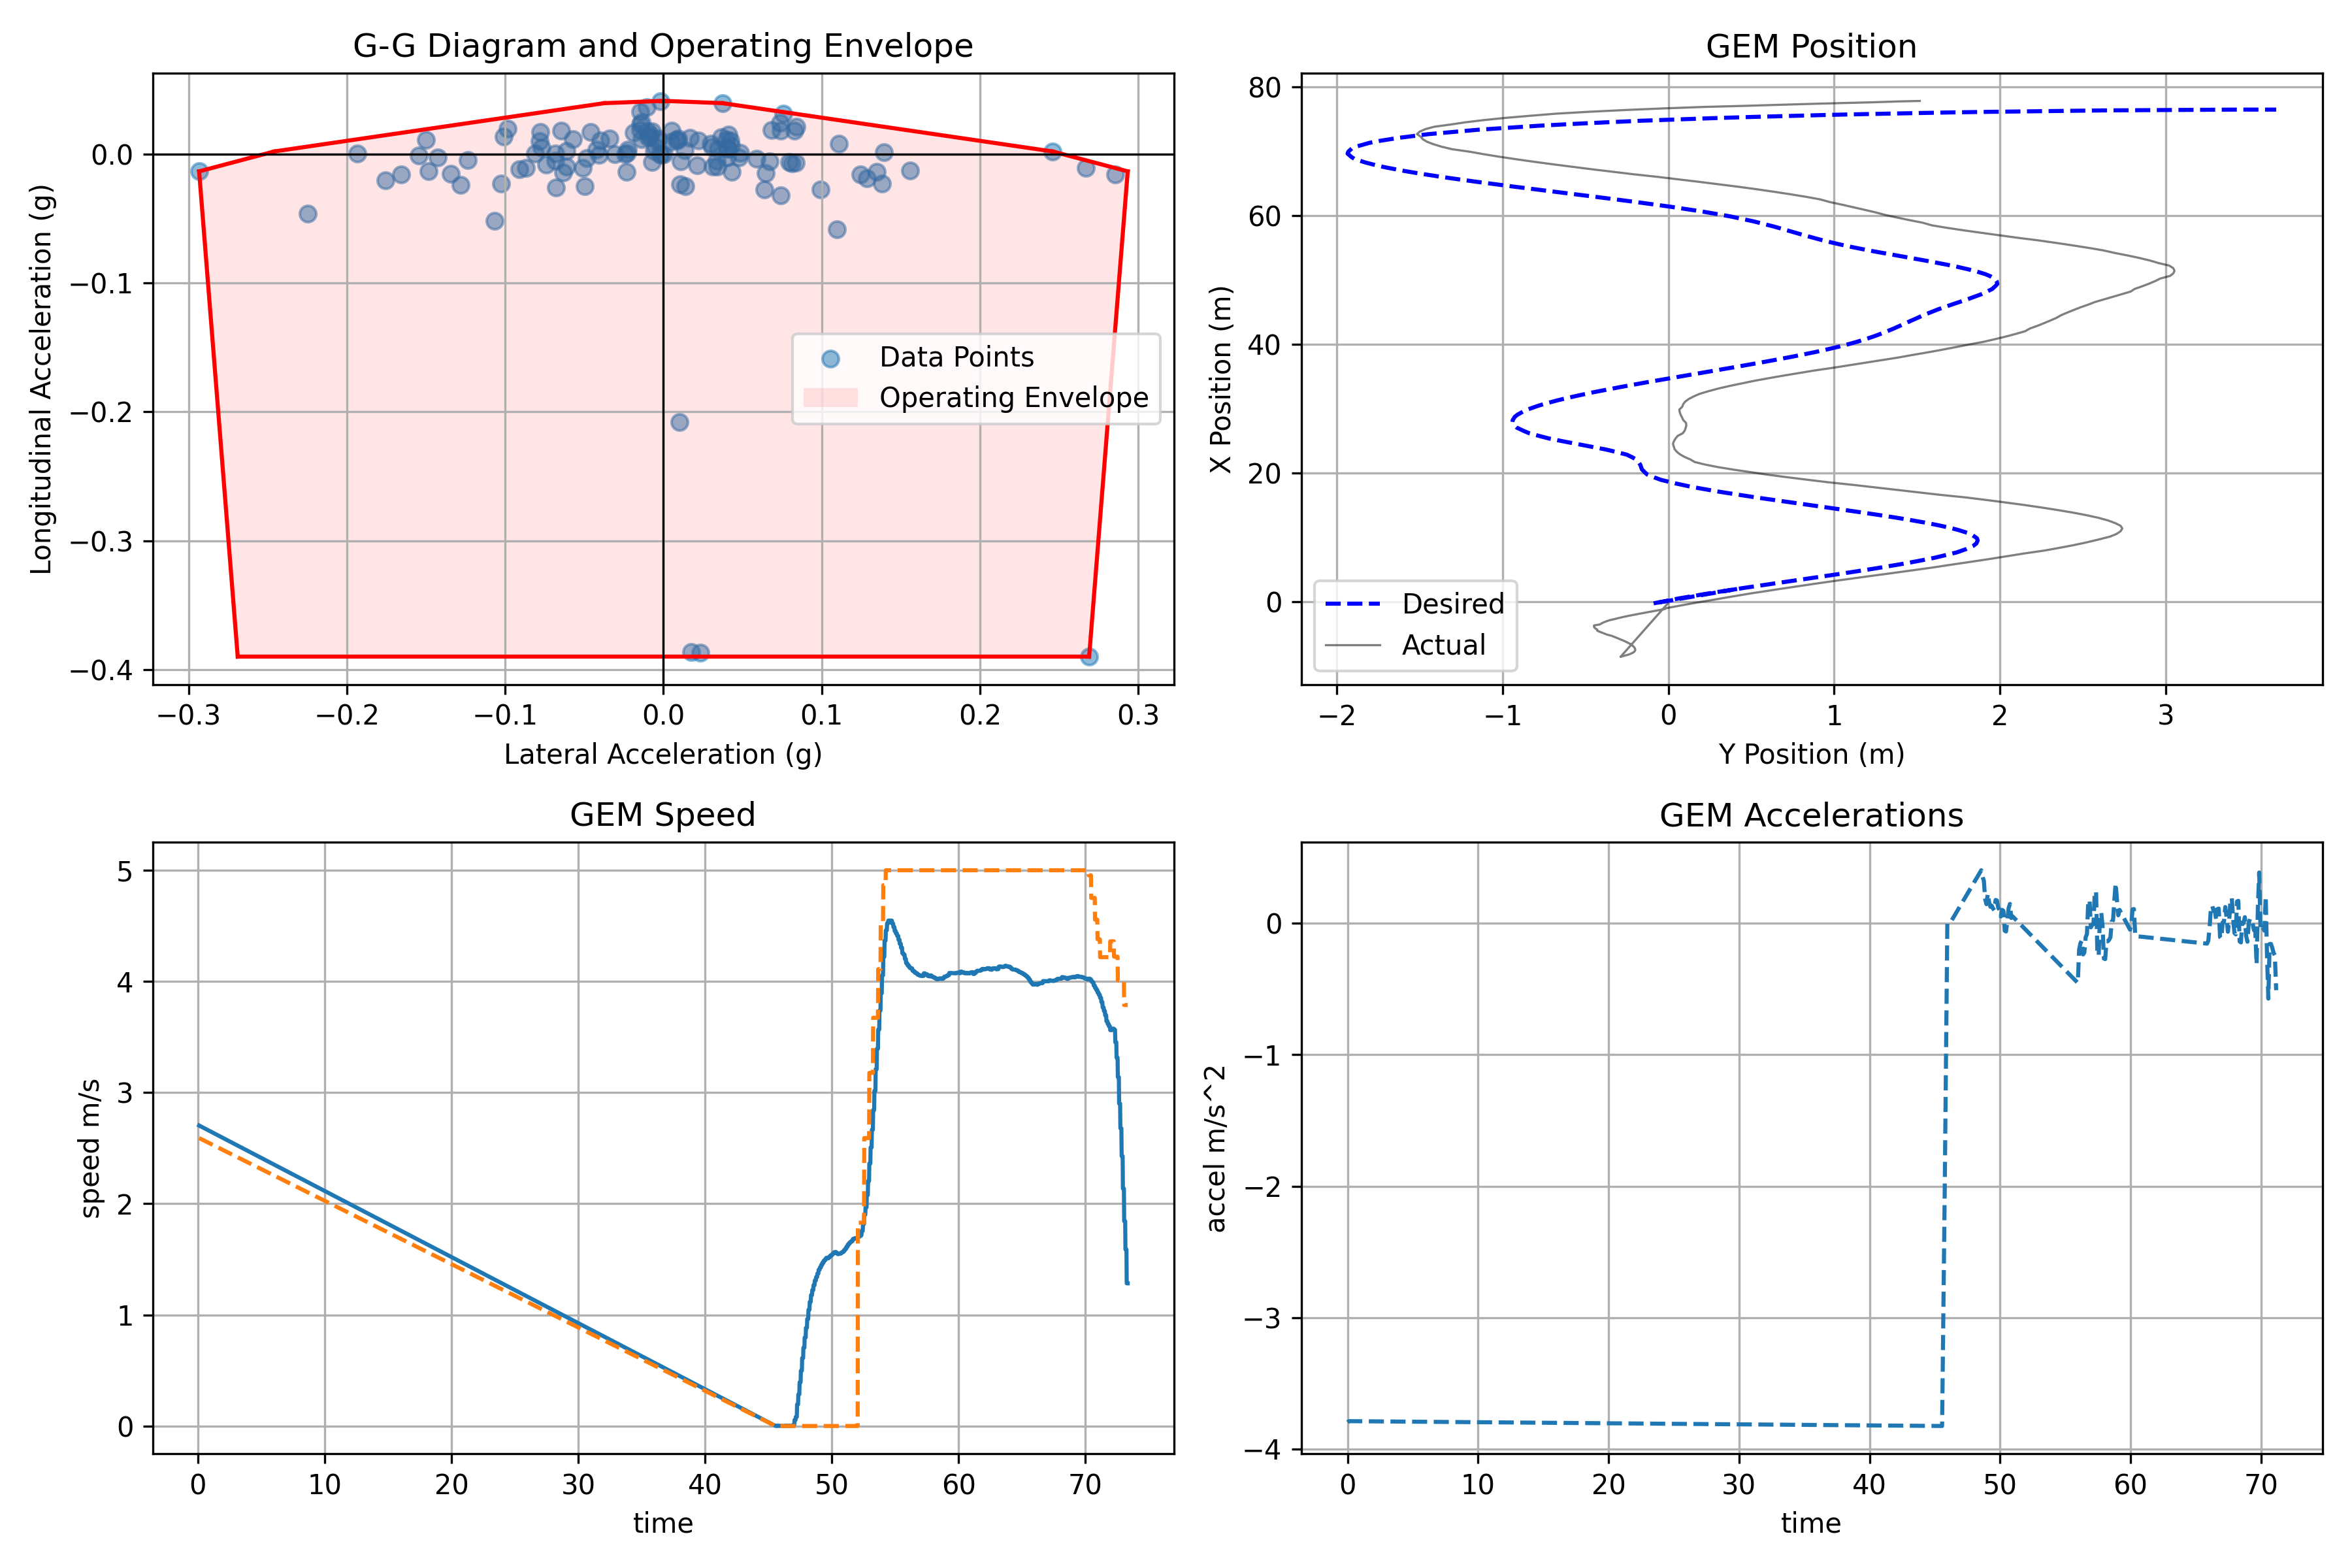 G-G Diagram and Operating Envelope
Longitudinal Acceleration (g)
0.0
−0.1
−0.2
−0.3
−0.4
Data Points
Operating Envelope
−0.3 −0.2 −0.1 0.0 0.1 0.2 0.3
Lateral Acceleration (g)
GEM Position
X Position (m)
80
60
40
20
0
Desired
Actual
−2 −1 0 1 2 3
Y Position (m)
GEM Speed
speed m/s
5
4
3
2
1
0
0 10 20 30 40 50 60 70
time
GEM Accelerations
accel m/s^2
0
−1
−2
−3
−4
0 10 20 30 40 50 60 70
time